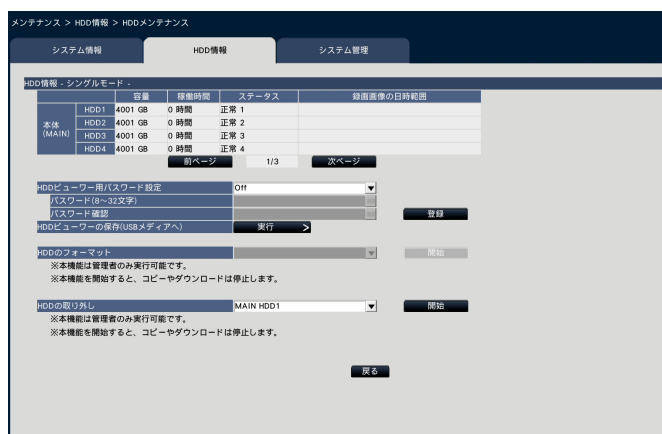 メンテナンス > HDD情報 > HDDメンテナンス
システム情報 HDD情報 システム管理
HDD情報 - シングルモード -
容量 稼働時間 ステータス 録画画像の日時範囲
本体(MAIN) HDD1 4001 GB 0 時間 正常 1
HDD2 4001 GB 0 時間 正常 2
HDD3 4001 GB 0 時間 正常 3
HDD4 4001 GB 0 時間 正常 4
前ページ 1/3 次ページ
HDDビューワー用パスワード設定 Off
パスワード(8～32文字)
パスワード確認 登録
HDDビューワーの保存(USBメディアへ) 実行 >
HDDのフォーマット 開始
※本機能は管理者のみ実行可能です。
※本機能を開始すると、コピーやダウンロードは停止します。
HDDの取り外し MAIN HDD1 開始
※本機能は管理者のみ実行可能です。
※本機能を開始すると、コピーやダウンロードは停止します。
戻る